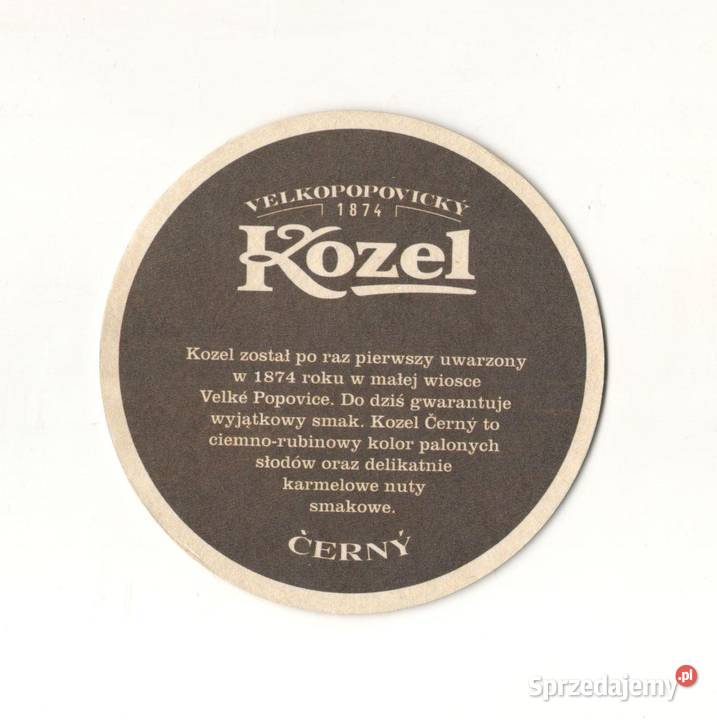 VELKOPOPOVICKÝ
1874
Kozel
Kozel został po raz pierwszy uwarzony
w 1874 roku w małej wiosce
Velké Popovice. Do dziś gwarantuje
wyjątkowy smak. Kozel Černý to
ciemno-rubinowy kolor palonych
słodów oraz delikatnie
karmelowe nuty
smakowe.
ČERNÝ
Sprzedajemy.pl